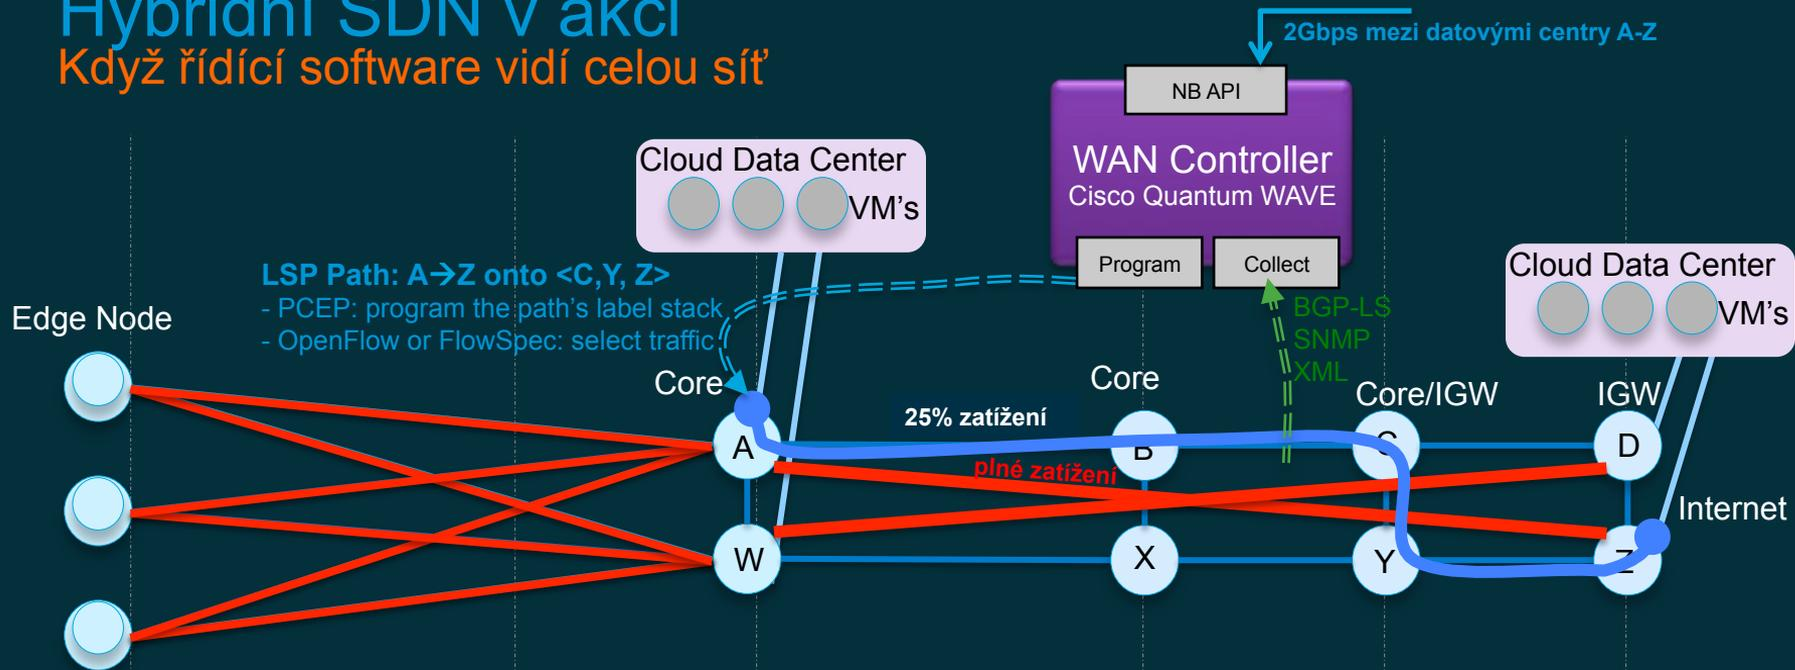 Hybridní SDN v akci
Když řídící software vidí celou síť
2Gbps mezi datovými centry A-Z
NB API
WAN Controller
Cisco Quantum WAVE
Program
Collect
Cloud Data Center
VM's
LSP Path: A→Z onto <C,Y, Z>
- PCEP: program the path's label stack
- OpenFlow or FlowSpec: select traffic
BGP-LS
SNMP
XML
Cloud Data Center
VM's
Edge Node
Core
Core
Core/IGW
IGW
25% zatížení
plné zatížení
A
B
C
D
Internet
W
X
Y
Z